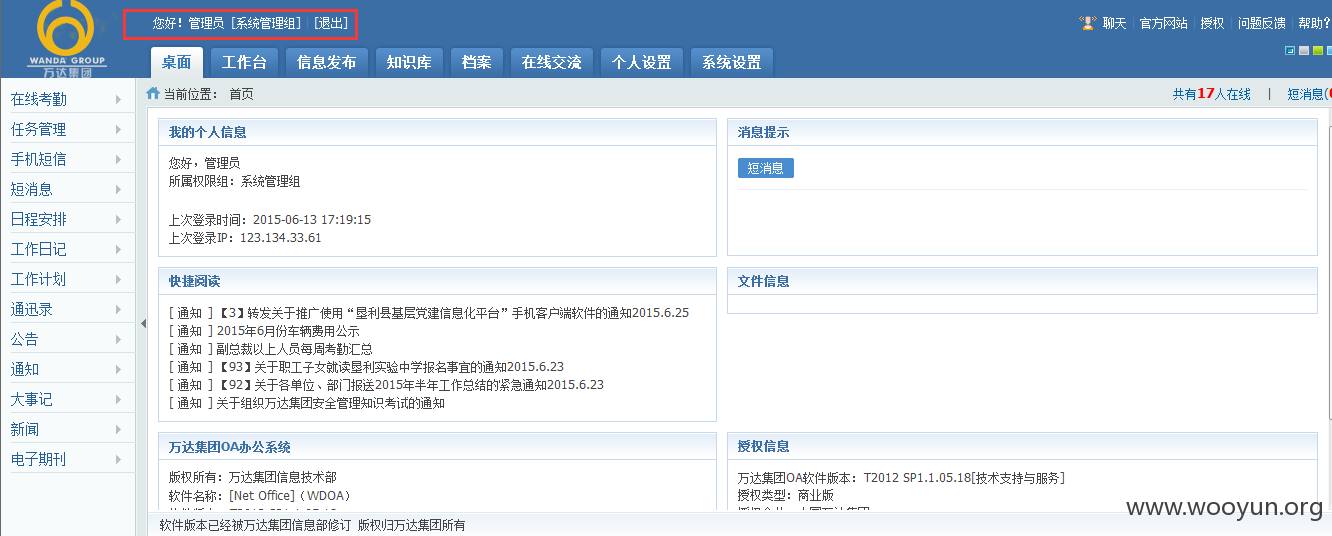 WANDA GROUP
万达集团
您好！管理员 [系统管理组] | [退出]
聊天 | 官方网站 | 授权 | 问题反馈 | 帮助?
桌面 工作台 信息发布 知识库 档案 在线交流 个人设置 系统设置
当前位置： 首页
共有17人在线 | 短消息(
在线考勤
任务管理
手机短信
短消息
日程安排
工作日记
工作计划
通迅录
公告
通知
大事记
新闻
电子期刊
我的个人信息
您好，管理员
所属权限组：系统管理组
上次登录时间：2015-06-13 17:19:15
上次登录IP：123.134.33.61
消息提示
短消息
快捷阅读
[ 通知 ]【3】转发关于推广使用“垦利县基层党建信息化平台”手机客户端软件的通知2015.6.25
[ 通知 ] 2015年6月份车辆费用公示
[ 通知 ] 副总裁以上人员每周考勤汇总
[ 通知 ]【93】关于职工子女就读垦利实验中学报名事宜的通知2015.6.23
[ 通知 ]【92】关于各单位、部门报送2015年半年工作总结的紧急通知2015.6.23
[ 通知 ] 关于组织万达集团安全管理知识考试的通知
文件信息
万达集团OA办公系统
版权所有：万达集团信息技术部
软件名称：[Net Office]（WDOA）
授权信息
万达集团OA软件版本：T2012 SP1.1.05.18[技术支持与服务]
授权类型：商业版
软件版本已经被万达集团信息部修订 版权归万达集团所有
www.wooyun.org